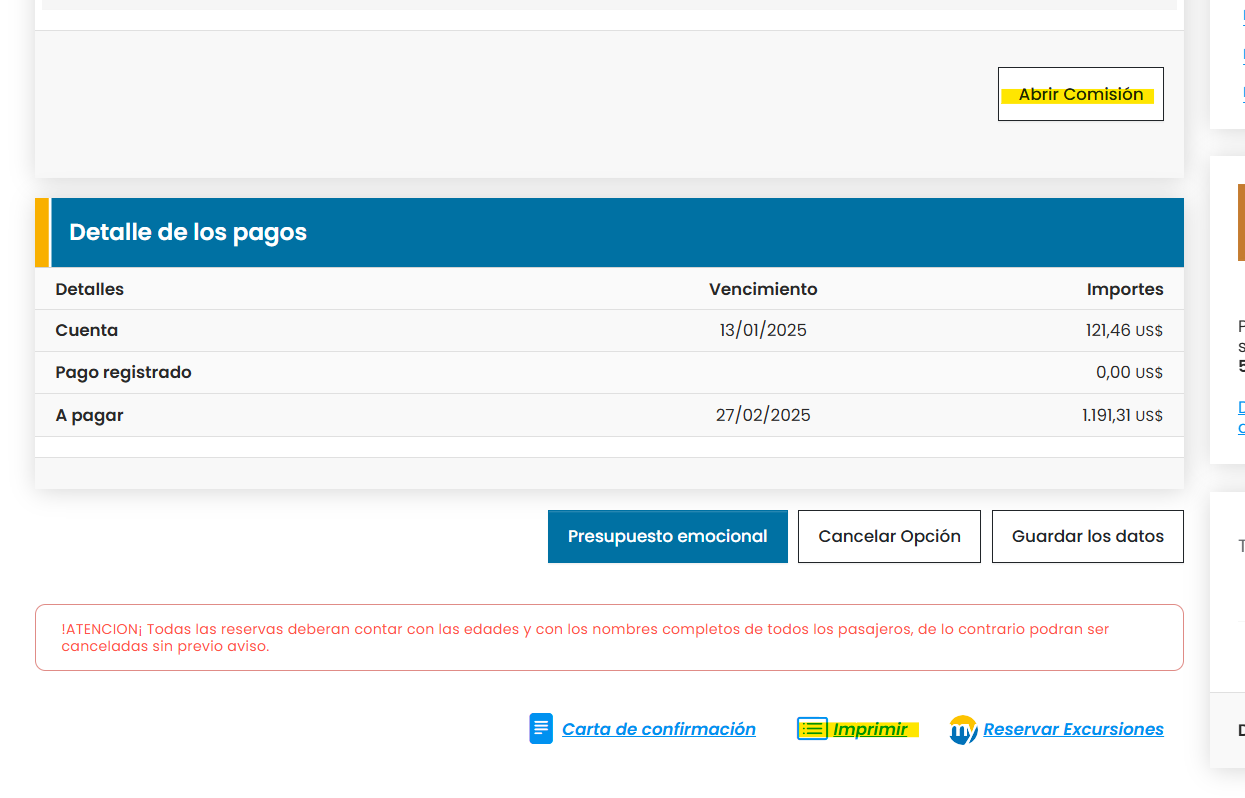 Abrir Comisión
Detalle de los pagos
Detalles Vencimiento Importes
Cuenta 13/01/2025 121,46 US$
Pago registrado 0,00 US$
A pagar 27/02/2025 1.191,31 US$
Presupuesto emocional Cancelar Opción Guardar los datos
!ATENCION¡ Todas las reservas deberan contar con las edades y con los nombres completos de todos los pasajeros, de lo contrario podran ser
canceladas sin previo aviso.
Carta de confirmación Imprimir my Reservar Excursiones